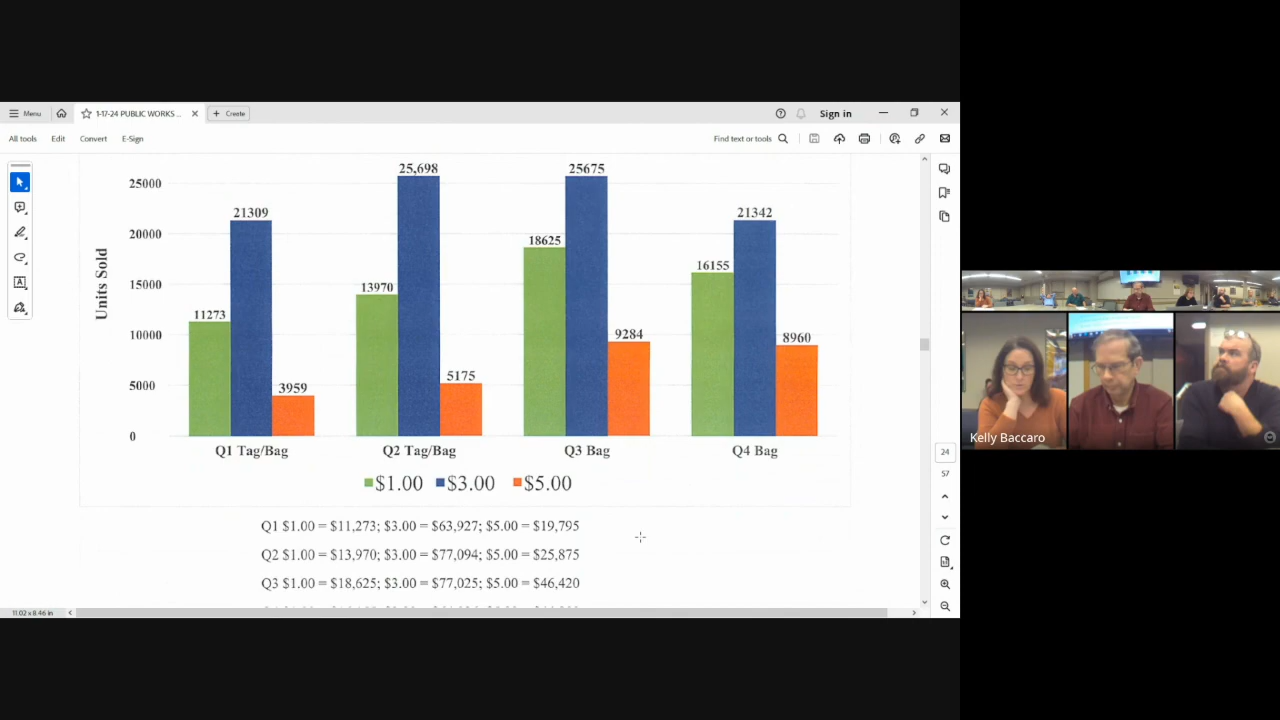 Menu
1-17-24 PUBLIC WORKS ...
Create
Sign in
All tools
Edit
Convert
E-Sign
Find text or tools
25,698
25675
25000
21309
21342
20000
18625
16155
15000
13970
11273
10000
9284
8960
5175
5000
3959
0
Units Sold
Q1 Tag/Bag
Q2 Tag/Bag
Q3 Bag
Q4 Bag
$1.00
$3.00
$5.00
Q1 $1.00 = $11,273; $3.00 = $63,927; $5.00 = $19,795
Q2 $1.00 = $13,970; $3.00 = $77,094; $5.00 = $25,875
Q3 $1.00 = $18,625; $3.00 = $77,025; $5.00 = $46,420
11.02 x 8.46 in
24
57
Kelly Baccaro